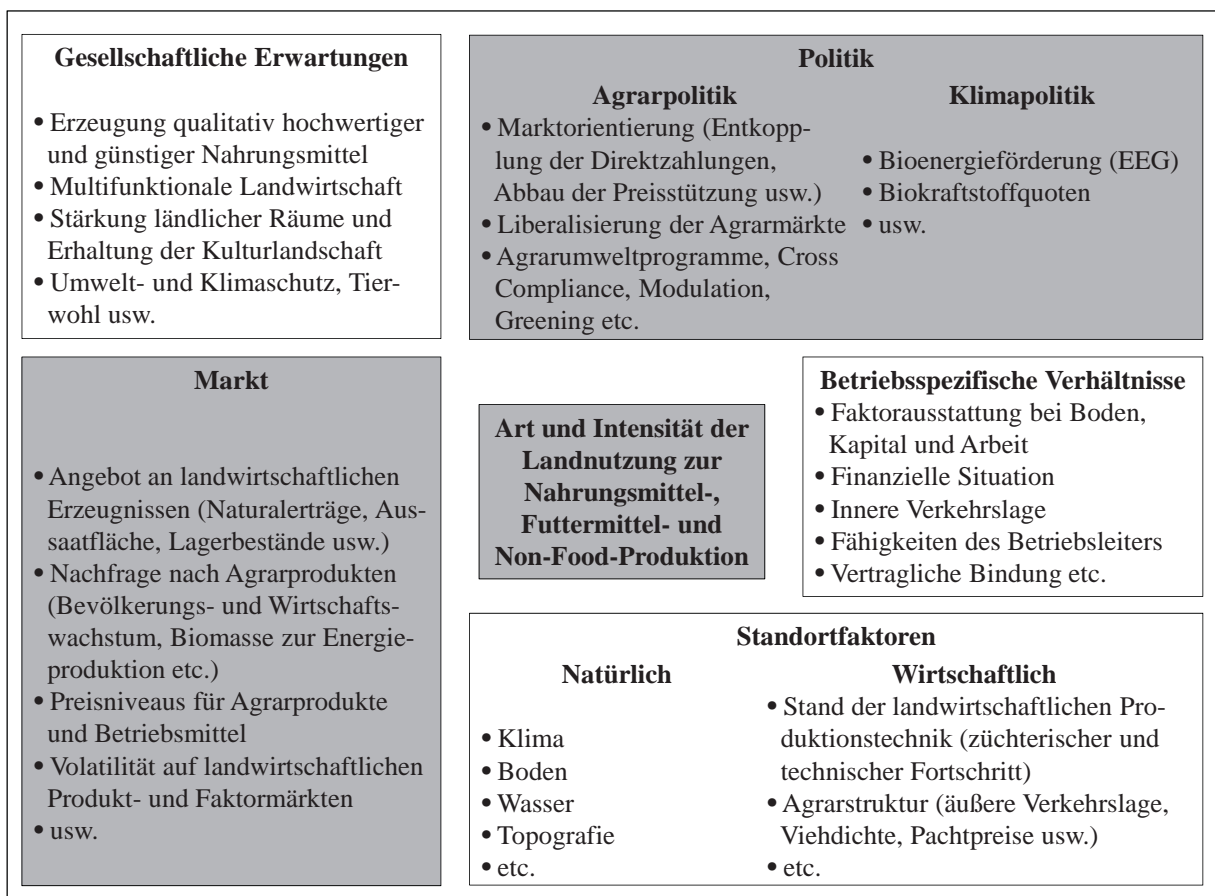 Gesellschaftliche Erwartungen
• Erzeugung qualitativ hochwertiger
und günstiger Nahrungsmittel
• Multifunktionale Landwirtschaft
• Stärkung ländlicher Räume und
Erhaltung der Kulturlandschaft
• Umwelt- und Klimaschutz, Tier-
wohl usw.
Politik
Agrarpolitik
• Marktorientierung (Entkopp-
lung der Direktzahlungen,
Abbau der Preisstützung usw.)
• Liberalisierung der Agrarmärkte
• Agrarumweltprogramme, Cross
Compliance, Modulation,
Greening etc.
Klimapolitik
• Bioenergieförderung (EEG)
• Biokraftstoffquoten
• usw.
Markt
• Angebot an landwirtschaftlichen
Erzeugnissen (Naturalerträge, Aus-
saatfläche, Lagerbestände usw.)
• Nachfrage nach Agrarprodukten
(Bevölkerungs- und Wirtschafts-
wachstum, Biomasse zur Energie-
produktion etc.)
• Preisniveaus für Agrarprodukte
und Betriebsmittel
• Volatilität auf landwirtschaftlichen
Produkt- und Faktormärkten
• usw.
Art und Intensität der
Landnutzung zur
Nahrungsmittel-,
Futtermittel- und
Non-Food-Produktion
Betriebsspezifische Verhältnisse
• Faktorausstattung bei Boden,
Kapital und Arbeit
• Finanzielle Situation
• Innere Verkehrslage
• Fähigkeiten des Betriebsleiters
• Vertragliche Bindung etc.
Standortfaktoren
Natürlich
• Klima
• Boden
• Wasser
• Topografie
• etc.
Wirtschaftlich
• Stand der landwirtschaftlichen Pro-
duktionstechnik (züchterischer und
technischer Fortschritt)
• Agrarstruktur (äußere Verkehrslage,
Viehdichte, Pachtpreise usw.)
• etc.